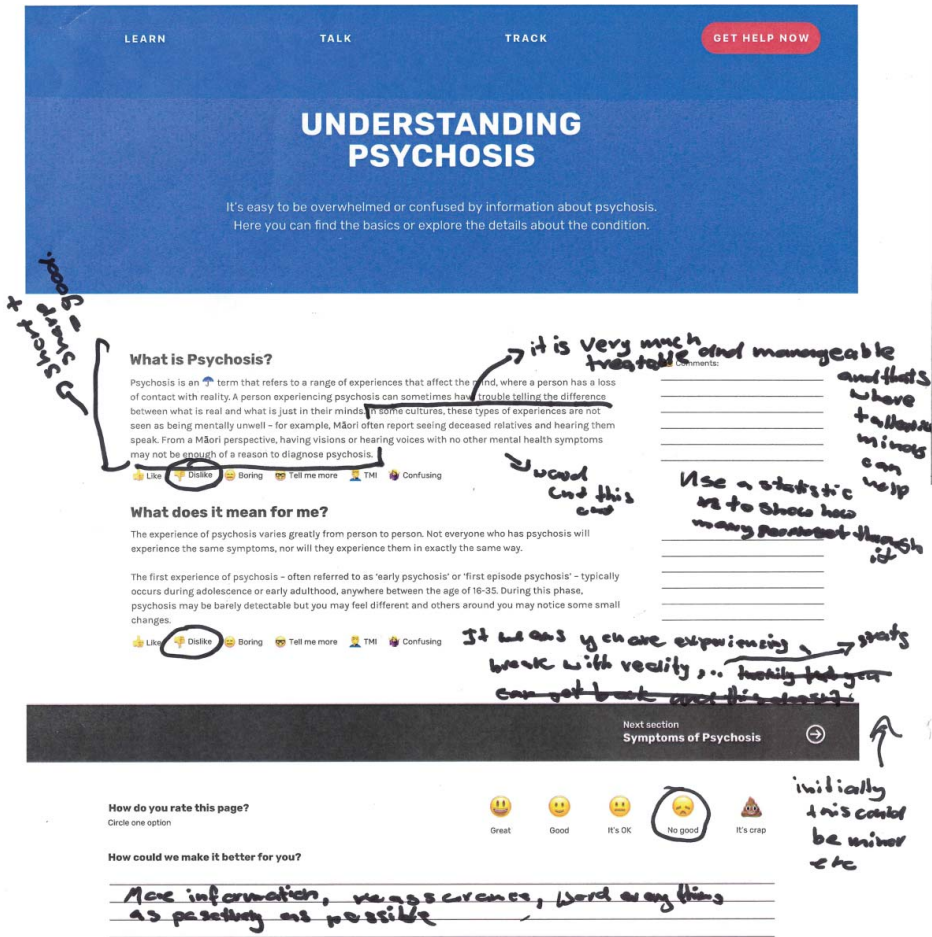 LEARN TALK TRACK GET HELP NOW
UNDERSTANDING
PSYCHOSIS
It's easy to be overwhelmed or confused by information about psychosis.
Here you can find the basics or explore the details about the condition.
→ short +
sharp
= good.
it is very much
treatable and manageable
and thats
where
minds
can
help
What is Psychosis?
Comments:
Psychosis is an ☂ term that refers to a range of experiences that affect the mind, where a person has a loss
of contact with reality. A person experiencing psychosis can sometimes have trouble telling the difference
between what is real and what is just in their minds. In some cultures, these types of experiences are not
seen as being mentally unwell – for example, Māori often report seeing deceased relatives and hearing them
speak. From a Māori perspective, having visions or hearing voices with no other mental health symptoms
may not be enough of a reason to diagnose psychosis.
👍 Like 👎 Dislike 😑 Boring 🤓 Tell me more 🤦 TMI 🤷 Confusing
would
end this
Use a statistic
to show how
many through
it
What does it mean for me?
The experience of psychosis varies greatly from person to person. Not everyone who has psychosis will
experience the same symptoms, nor will they experience them in exactly the same way.
The first experience of psychosis – often referred to as 'early psychosis' or 'first episode psychosis' – typically
occurs during adolescence or early adulthood, anywhere between the age of 16-35. During this phase,
psychosis may be barely detectable but you may feel different and others around you may notice some small
changes.
👍 Like 👎 Dislike 😑 Boring 🤓 Tell me more 🤦 TMI 🤷 Confusing
It means you are experiencing → stats
break with reality,...
can get back
Next section
Symptoms of Psychosis
initially
this could
be minor
etc
How do you rate this page?
Circle one option
Great Good It's OK No good It's crap
How could we make it better for you?
More information, reasscerance, word everything
as possible